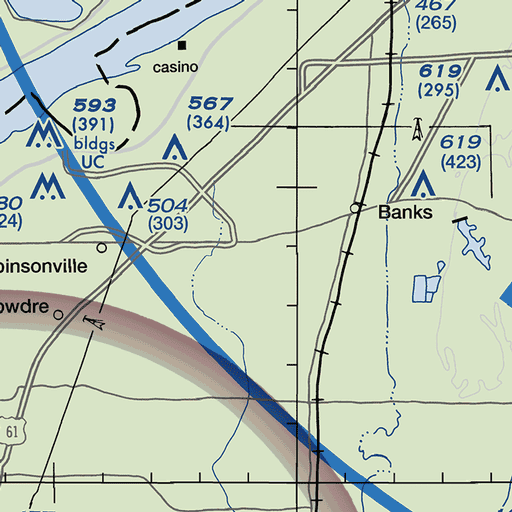 467
(265)
casino
619
(295)
593
(391)
bldgs
UC
567
(364)
619
(423)
80
24)
504
(303)
Banks
binsonville
owdre
61